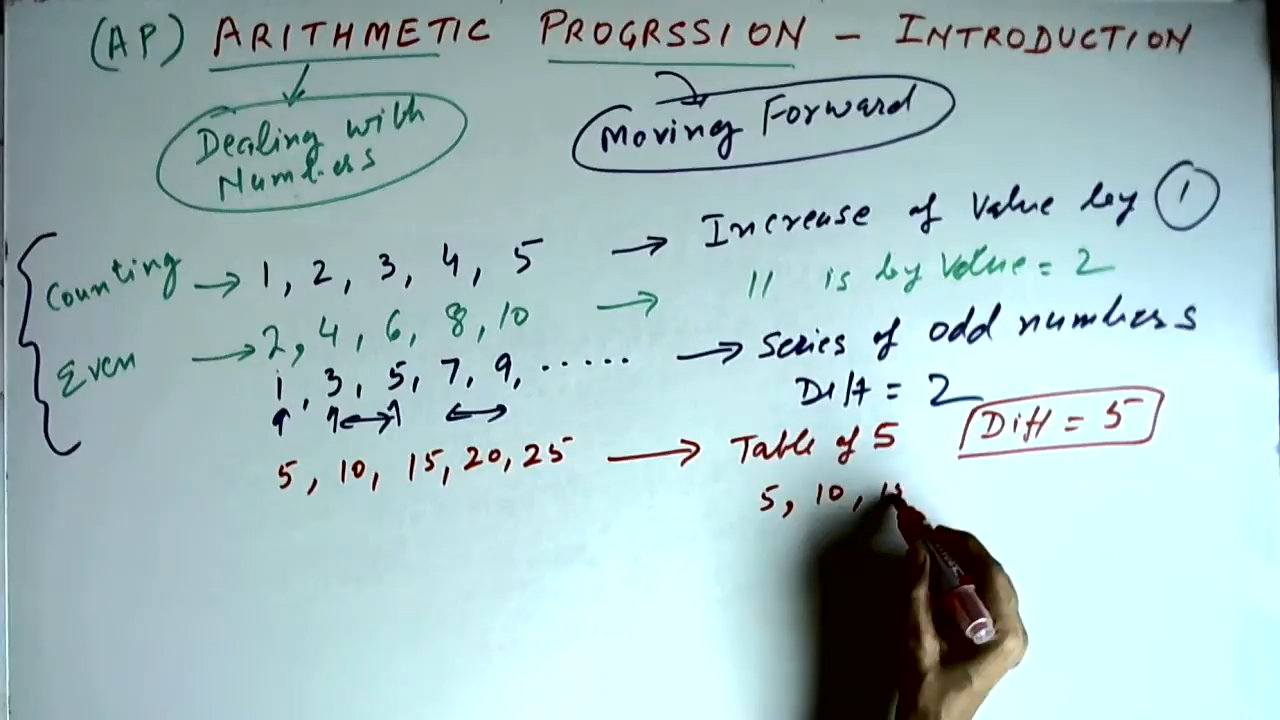 (AP) ARITHMETIC PROGRSSION - INTRODUCTION
Dealing with
Numbers
Moving Forward
Counting → 1, 2, 3, 4, 5 → Increase of Value by 1
Even → 2, 4, 6, 8, 10 → 11 is by Value = 2
1, 3, 5, 7, 9, ...... → Series of odd numbers
Diff = 2
5, 10, 15, 20, 25 → Table of 5 Diff = 5
5, 10,